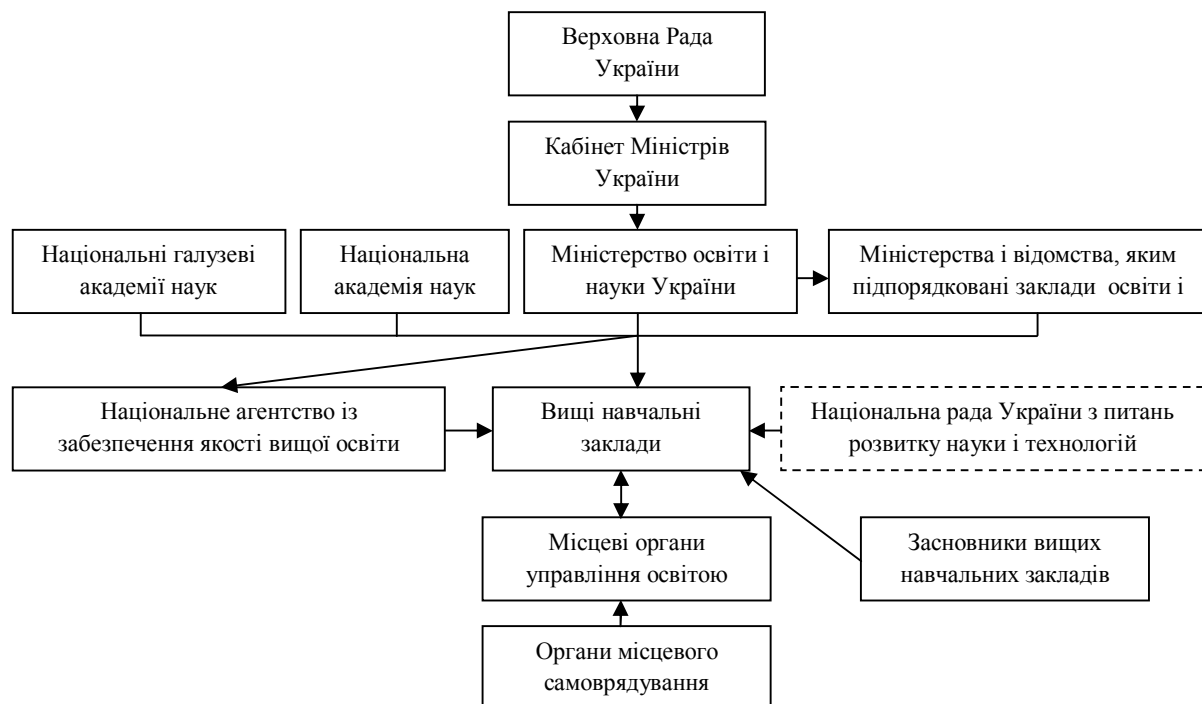 Верховна Рада
України
Кабінет Міністрів
України
Національні галузеві
академії наук
Національна
академія наук
Міністерство освіти і
науки України
Міністерства і відомства, яким
підпорядковані заклади освіти і
Національне агентство із
забезпечення якості вищої освіти
Вищі навчальні
заклади
Національна рада України з питань
розвитку науки і технологій
Місцеві органи
управління освітою
Засновники вищих
навчальних закладів
Органи місцевого
самоврядування